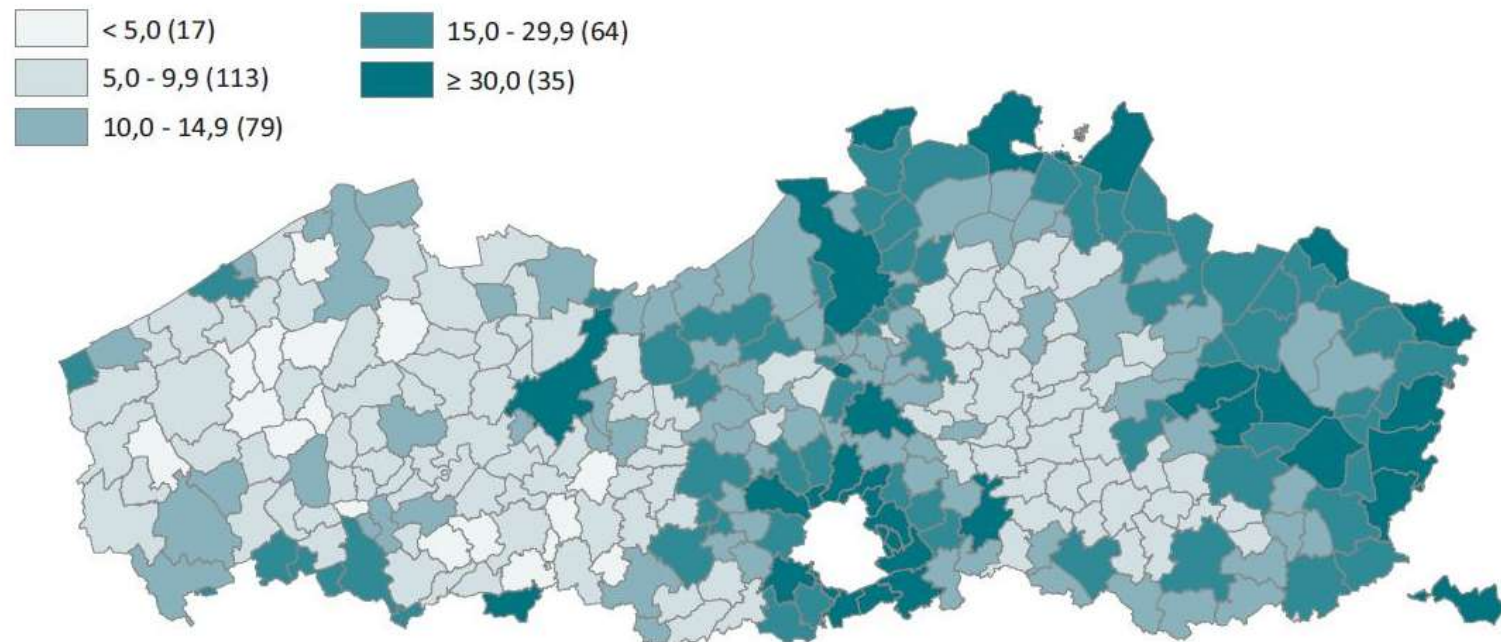 < 5,0 (17)
5,0 - 9,9 (113)
10,0 - 14,9 (79)
15,0 - 29,9 (64)
≥ 30,0 (35)